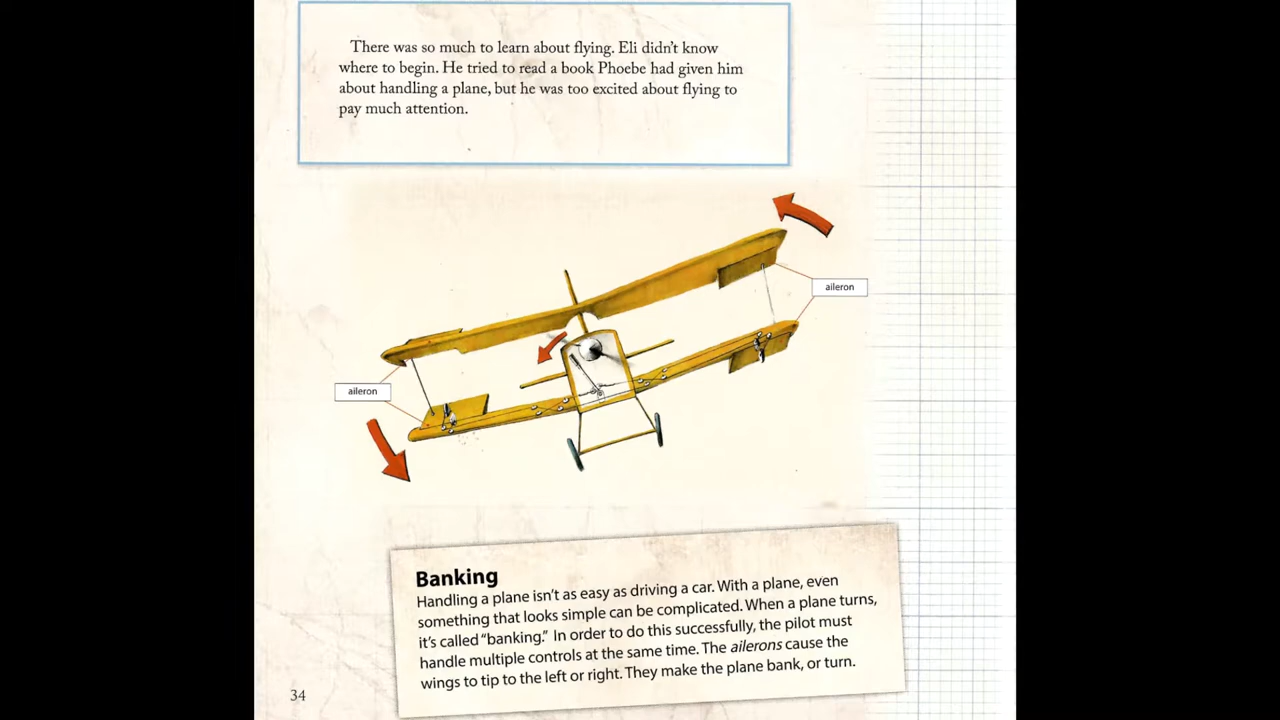 There was so much to learn about flying. Eli didn't know
where to begin. He tried to read a book Phoebe had given him
about handling a plane, but he was too excited about flying to
pay much attention.
aileron
aileron
Banking
Handling a plane isn't as easy as driving a car. With a plane, even
something that looks simple can be complicated. When a plane turns,
it's called "banking." In order to do this successfully, the pilot must
handle multiple controls at the same time. The ailerons cause the
wings to tip to the left or right. They make the plane bank, or turn.
34